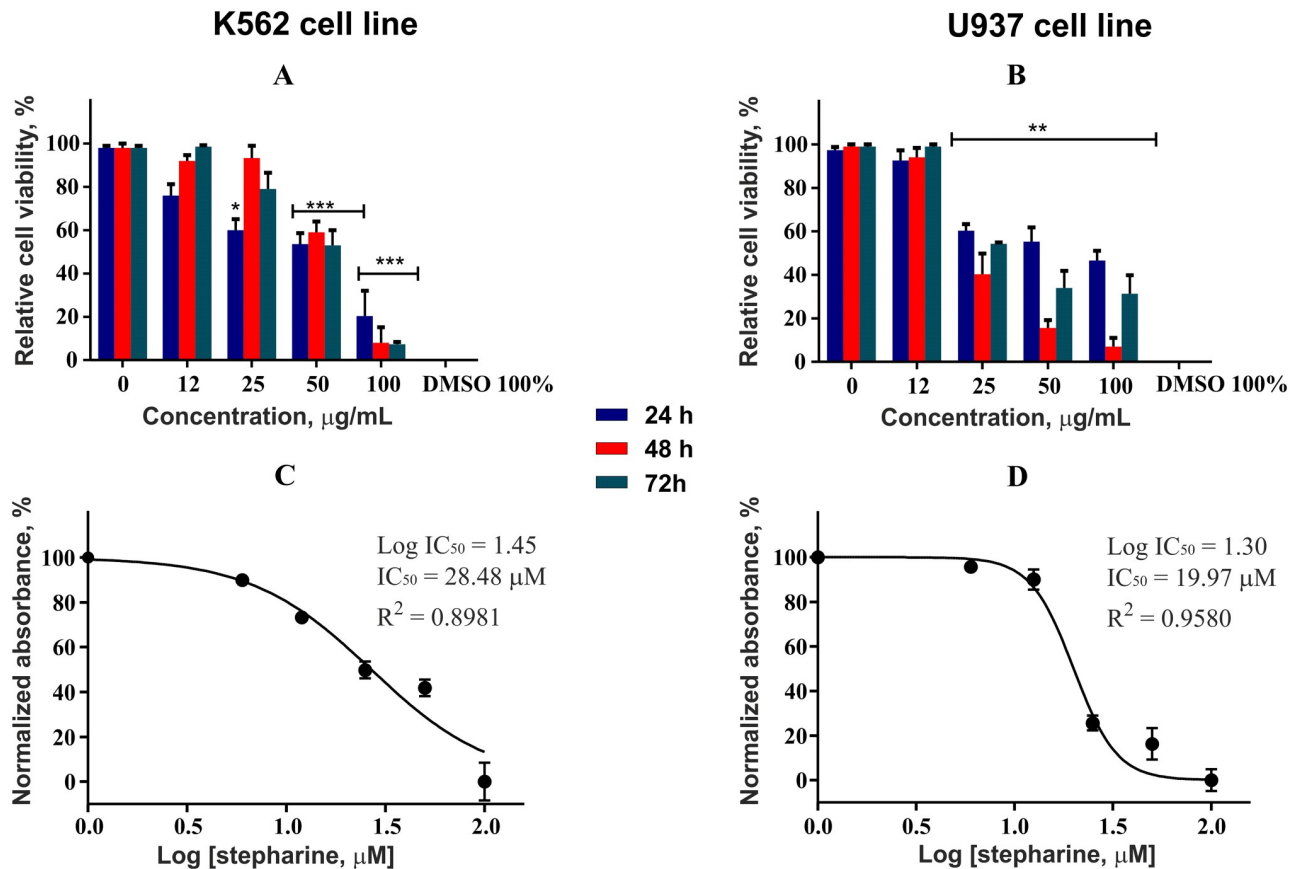 K562 cell line
U937 cell line
A
B
Relative cell viability, %
100
80
60
40
20
0
*
***
***
0 12 25 50 100 DMSO 100%
Concentration, μg/mL
Relative cell viability, %
100
80
60
40
20
0
**
0 12 25 50 100 DMSO 100%
Concentration, μg/mL
24 h
48 h
72h
C
Normalized absorbance, %
100
80
60
40
20
0
Log IC₅₀ = 1.45
IC₅₀ = 28.48 μM
R² = 0.8981
0.0 0.5 1.0 1.5 2.0
Log [stepharine, μM]
D
Normalized absorbance, %
100
80
60
40
20
0
Log IC₅₀ = 1.30
IC₅₀ = 19.97 μM
R² = 0.9580
0.0 0.5 1.0 1.5 2.0
Log [stepharine, μM]